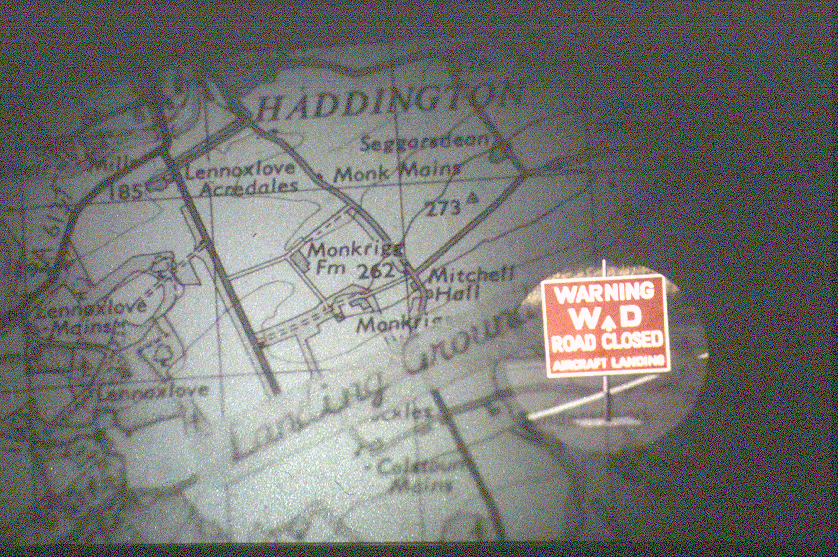 HADDINGTON
Seggarsdean
Mill
Lennoxlove
Acredales
Monk Mains
185
273
Monkrigg
Fm
262
Mitchell
Hall
Lennoxlove
Mains
Monkrig
Landing Ground
Lennoxlove
Mains
WARNING
W↑D
ROAD CLOSED
AIRCRAFT LANDING